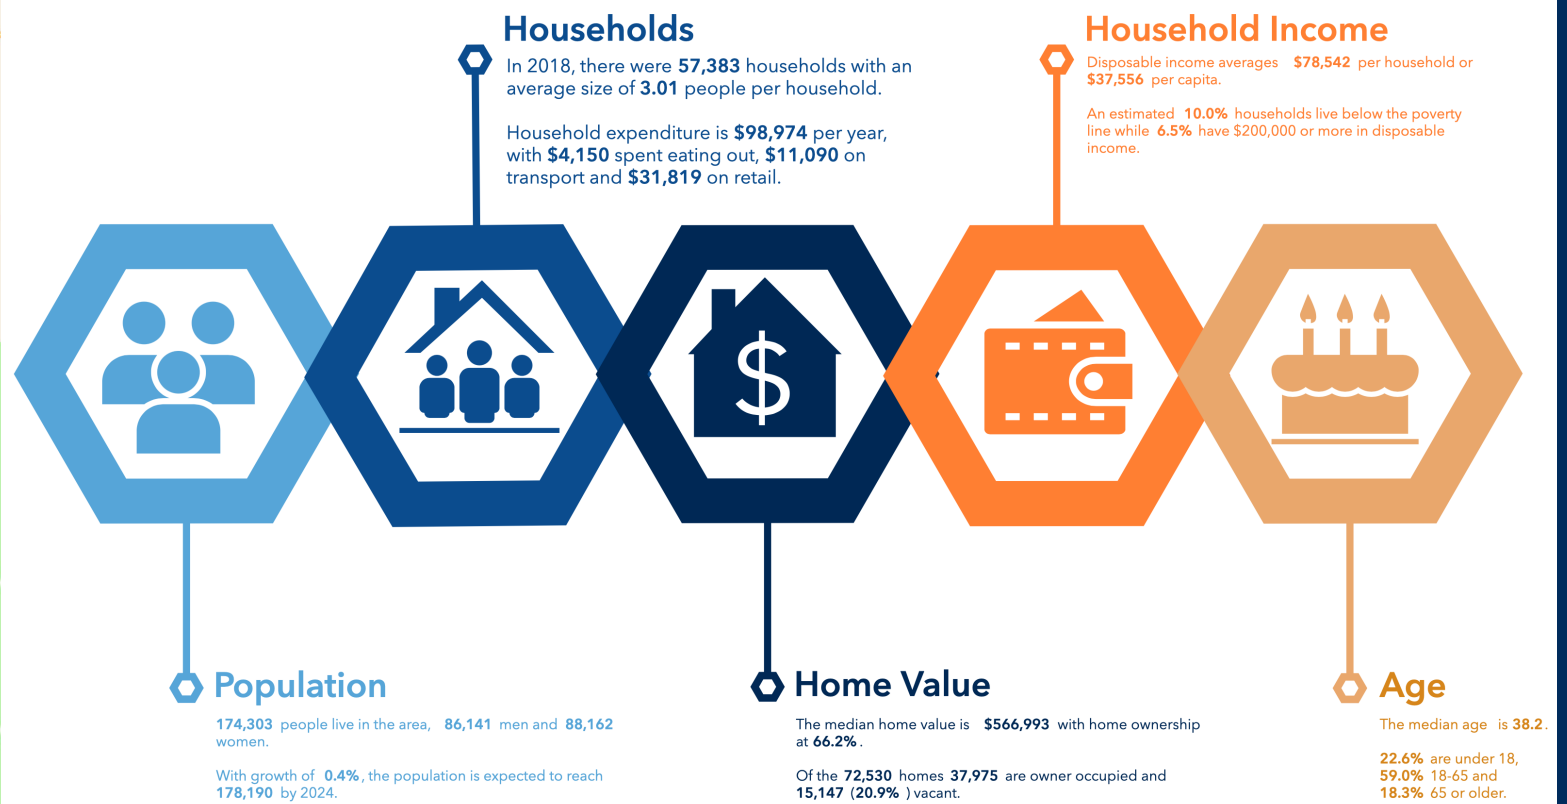 Households
In 2018, there were 57,383 households with an
average size of 3.01 people per household.
Household expenditure is $98,974 per year,
with $4,150 spent eating out, $11,090 on
transport and $31,819 on retail.
Household Income
Disposable income averages $78,542 per household or
$37,556 per capita.
An estimated 10.0% households live below the poverty
line while 6.5% have $200,000 or more in disposable
income.
$
Population
174,303 people live in the area, 86,141 men and 88,162
women.
With growth of 0.4%, the population is expected to reach
178,190 by 2024.
Home Value
The median home value is $566,993 with home ownership
at 66.2%.
Of the 72,530 homes 37,975 are owner occupied and
15,147 (20.9% ) vacant.
Age
The median age is 38.2.
22.6% are under 18,
59.0% 18-65 and
18.3% 65 or older.